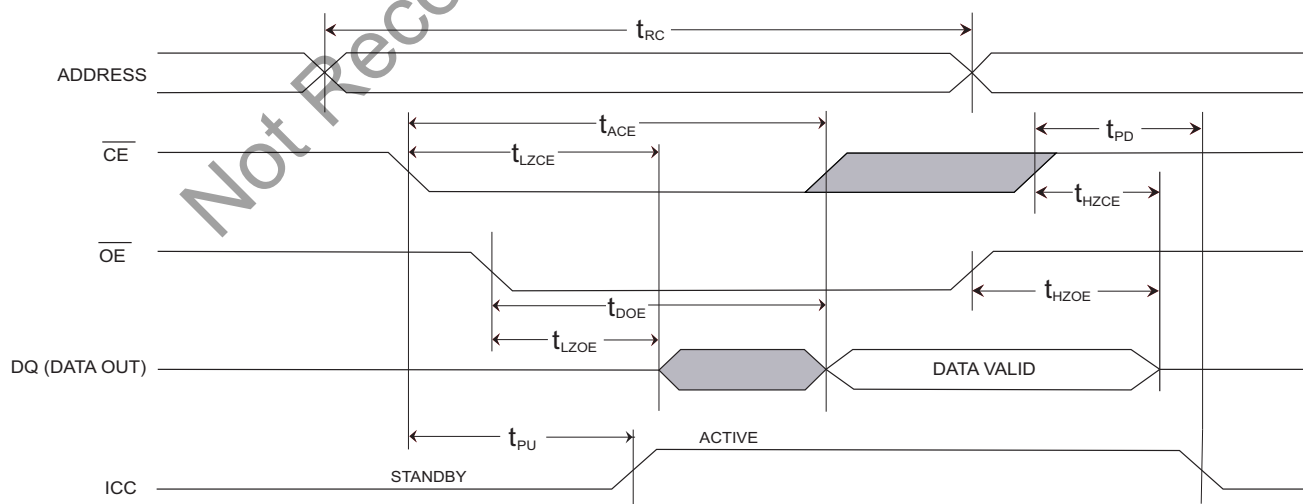 Not Reco
tRC
ADDRESS
tACE
tPD
CE
tLZCE
tHZCE
OE
tDOE
tHZOE
tLZOE
DQ (DATA OUT)
DATA VALID
tPU
ACTIVE
STANDBY
ICC